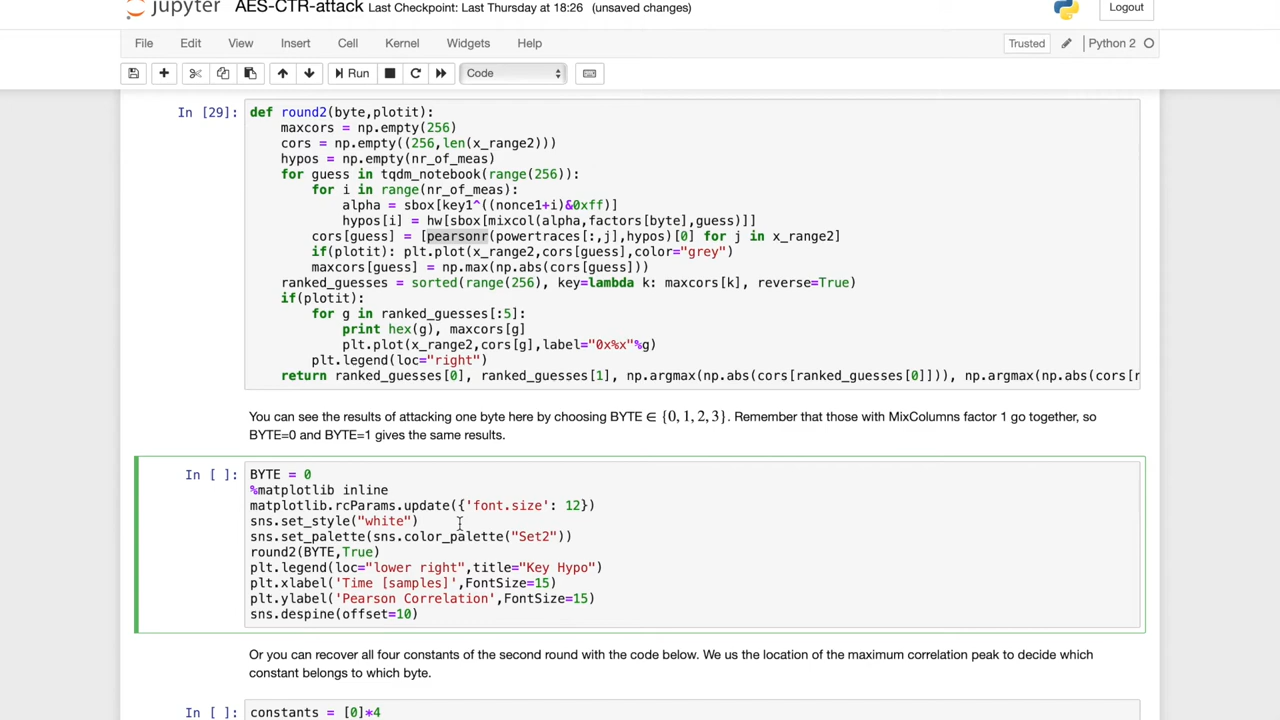 jupyter AES-CTR-attack Last Checkpoint: Last Thursday at 18:26 (unsaved changes) Logout
File Edit View Insert Cell Kernel Widgets Help Trusted Python 2
Run Code
In [29]: def round2(byte,plotit):
maxcors = np.empty(256)
cors = np.empty((256,len(x_range2)))
hypos = np.empty(nr_of_meas)
for guess in tqdm_notebook(range(256)):
for i in range(nr_of_meas):
alpha = sbox[key1^((nonce1+i)&0xff)]
hypos[i] = hw[sbox[mixcol(alpha,factors[byte],guess)]]
cors[guess] = [pearsonr(powertraces[:,j],hypos)[0] for j in x_range2]
if(plotit): plt.plot(x_range2,cors[guess],color="grey")
maxcors[guess] = np.max(np.abs(cors[guess]))
ranked_guesses = sorted(range(256), key=lambda k: maxcors[k], reverse=True)
if(plotit):
for g in ranked_guesses[:5]:
print hex(g), maxcors[g]
plt.plot(x_range2,cors[g],label="0x%x"%g)
plt.legend(loc="right")
return ranked_guesses[0], ranked_guesses[1], np.argmax(np.abs(cors[ranked_guesses[0]])), np.argmax(np.abs(cors[r
You can see the results of attacking one byte here by choosing BYTE ∈ {0, 1, 2, 3}. Remember that those with MixColumns factor 1 go together, so
BYTE=0 and BYTE=1 gives the same results.
In [ ]: BYTE = 0
%matplotlib inline
matplotlib.rcParams.update({'font.size': 12})
sns.set_style("white")
sns.set_palette(sns.color_palette("Set2"))
round2(BYTE,True)
plt.legend(loc="lower right",title="Key Hypo")
plt.xlabel('Time [samples]',FontSize=15)
plt.ylabel('Pearson Correlation',FontSize=15)
sns.despine(offset=10)
Or you can recover all four constants of the second round with the code below. We us the location of the maximum correlation peak to decide which
constant belongs to which byte.
In [ ]: constants = [0]*4